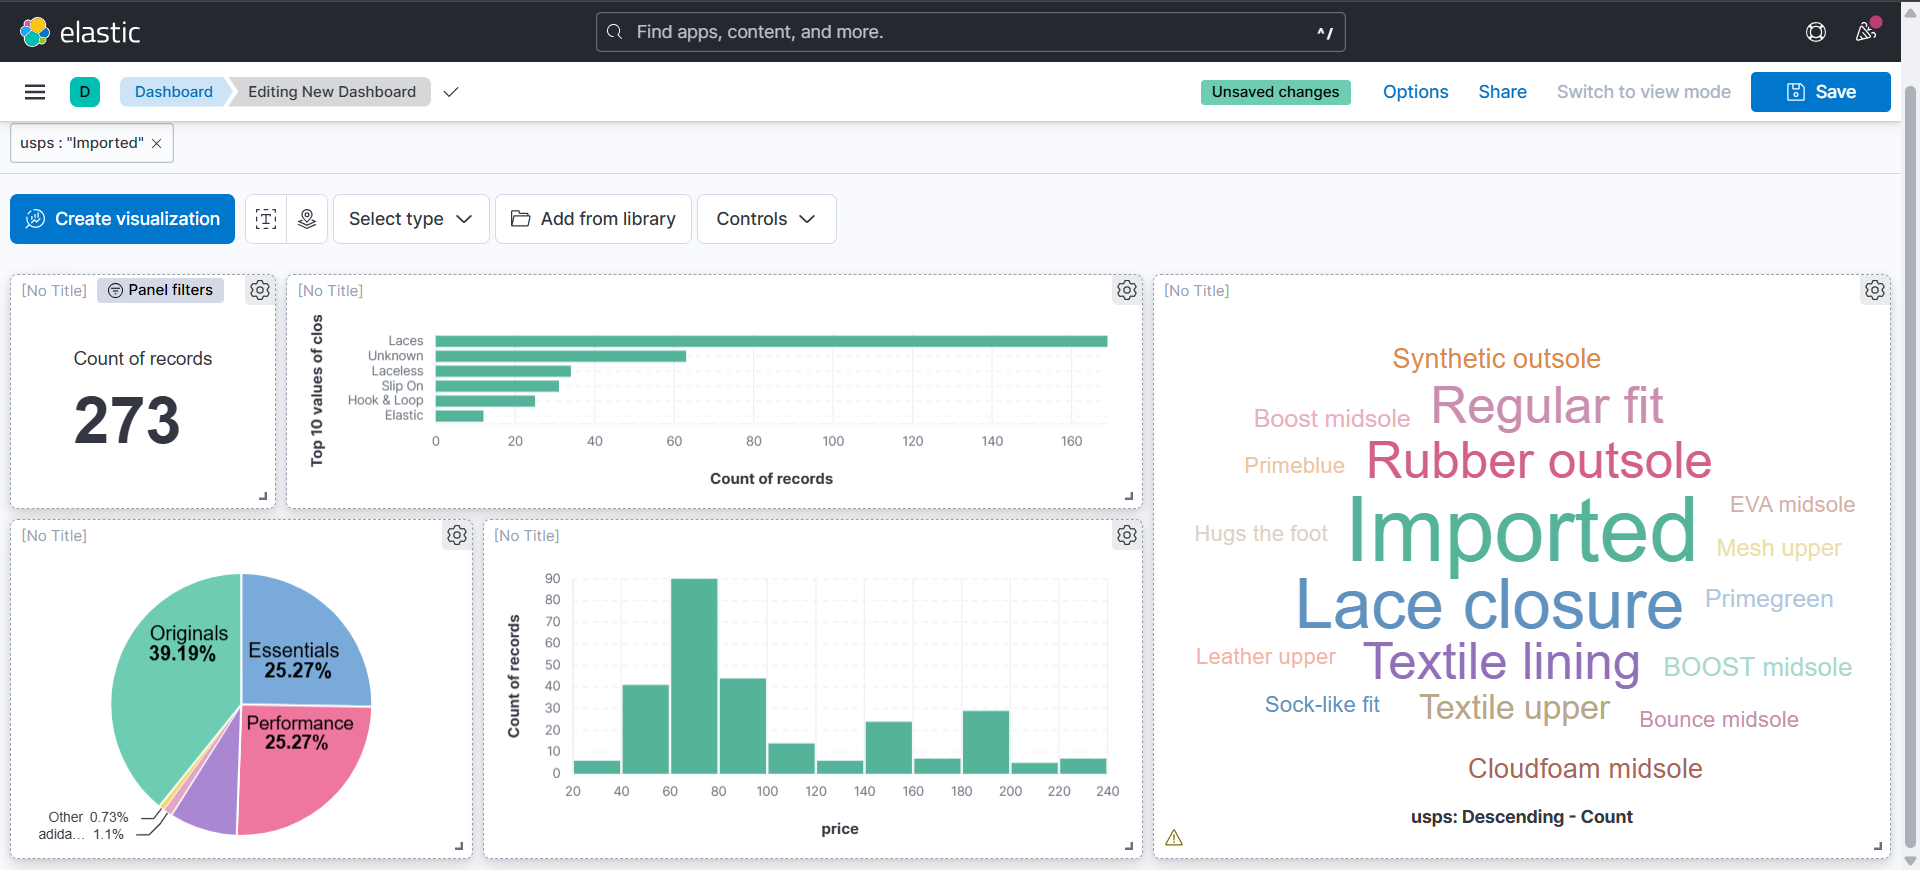 elastic
Find apps, content, and more.
^/
D
Dashboard
Editing New Dashboard
Unsaved changes
Options
Share
Switch to view mode
Save
usps : "Imported"
Create visualization
Select type
Add from library
Controls
[No Title]
Panel filters
Count of records
273
[No Title]
Top 10 values of clos
Laces
Unknown
Laceless
Slip On
Hook & Loop
Elastic
0 20 40 60 80 100 120 140 160
Count of records
[No Title]
Synthetic outsole
Boost midsole
Regular fit
Primeblue
Rubber outsole
Imported
EVA midsole
Hugs the foot
Mesh upper
Lace closure
Primegreen
Leather upper
Textile lining
BOOST midsole
Sock-like fit
Textile upper
Bounce midsole
Cloudfoam midsole
usps: Descending - Count
[No Title]
Originals
39.19%
Essentials
25.27%
Performance
25.27%
Other 0.73%
adida... 1.1%
[No Title]
Count of records
90
80
70
60
50
40
30
20
10
0
20 40 60 80 100 120 140 160 180 200 220 240
price